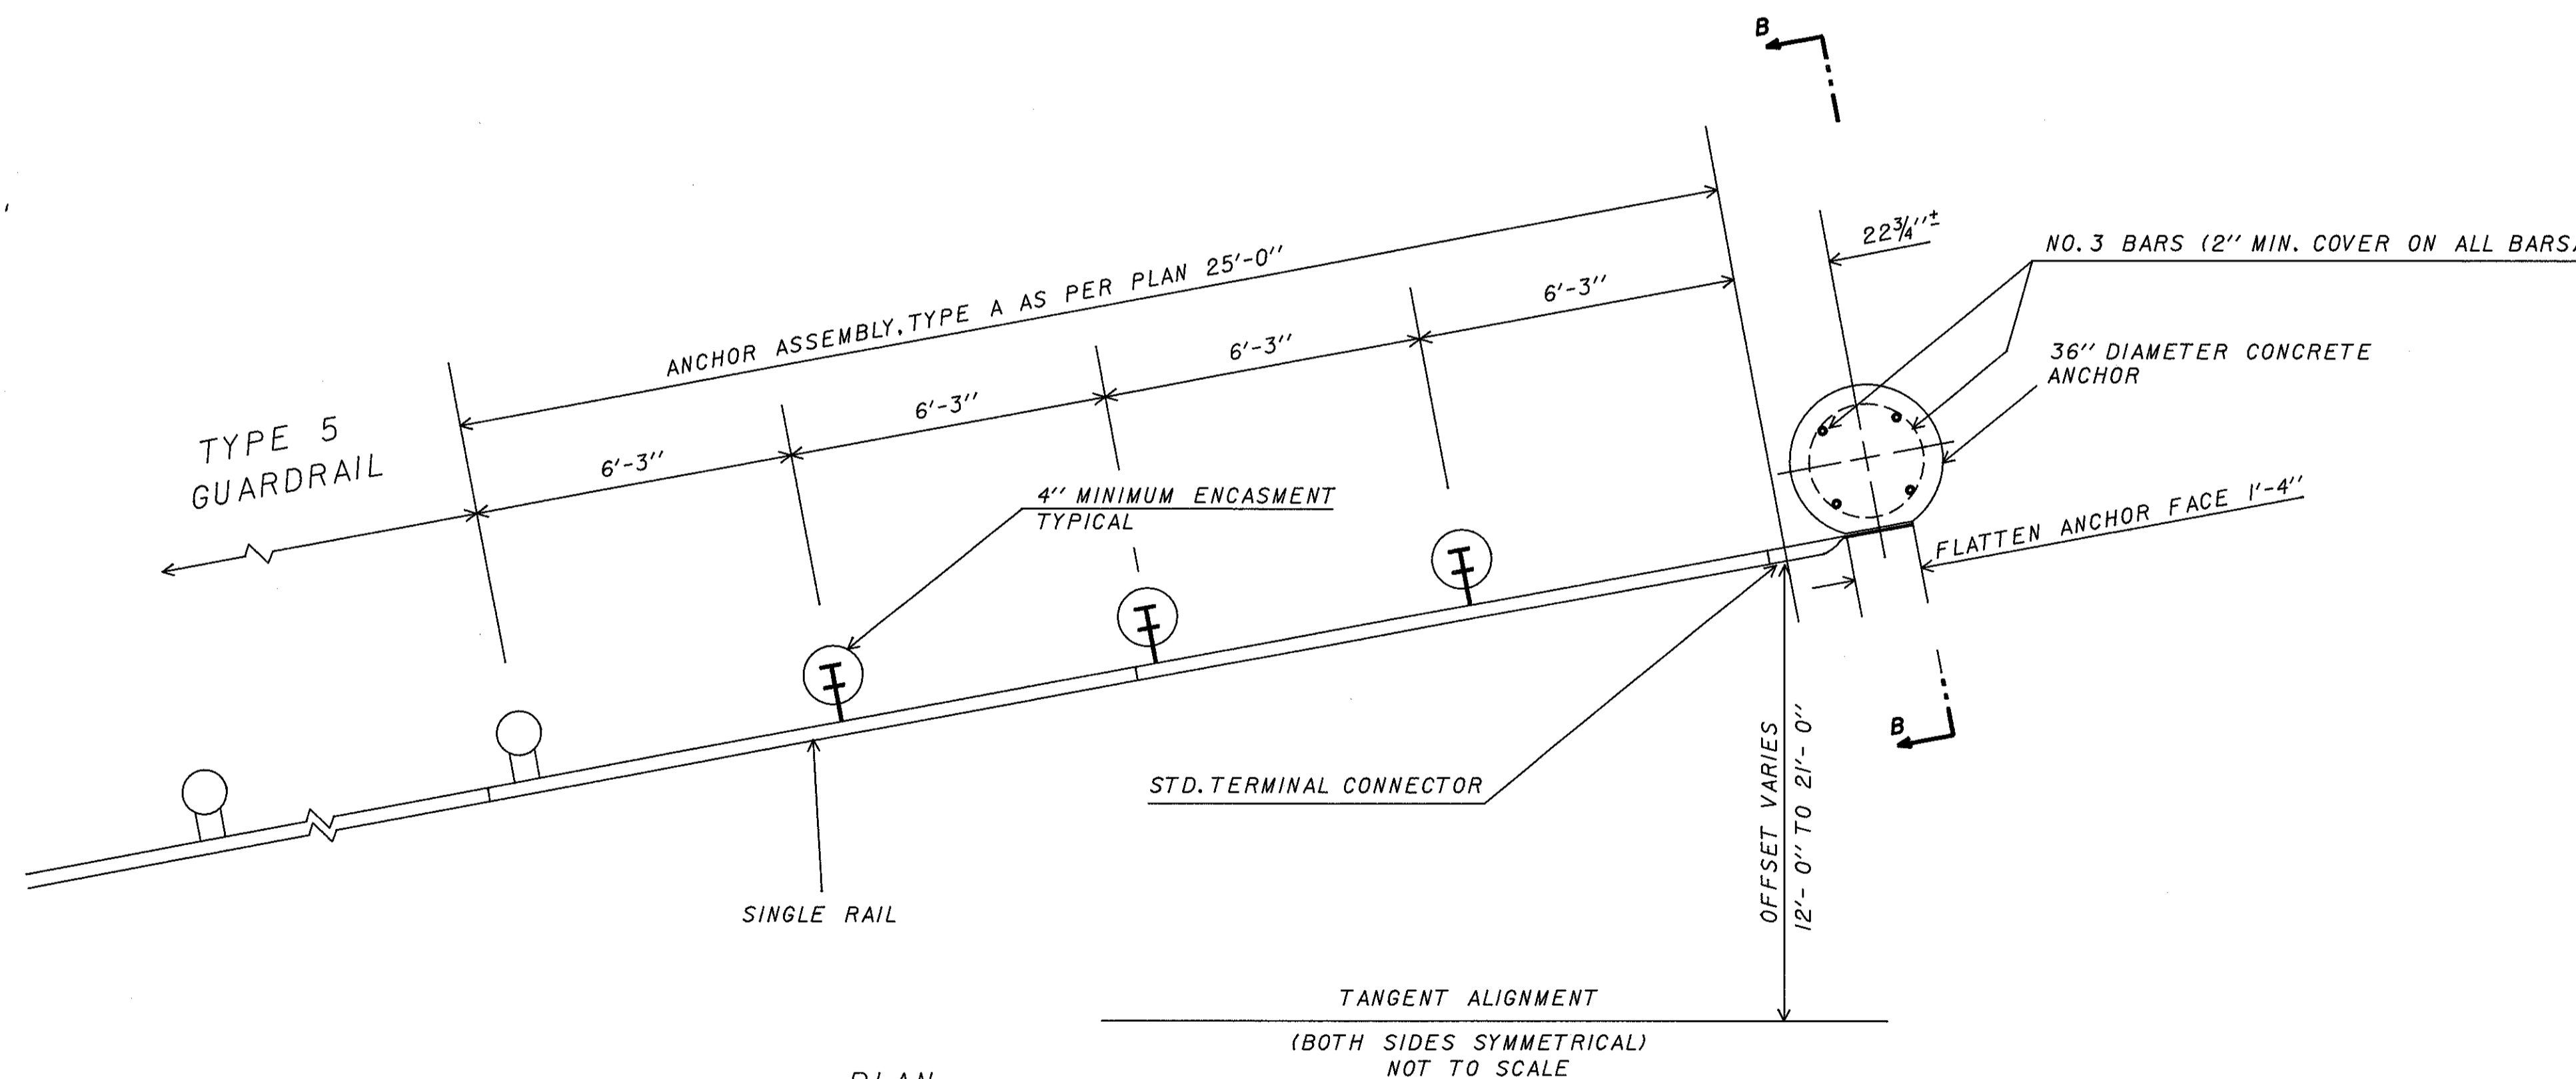 B
22¾"±
NO. 3 BARS (2" MIN. COVER ON ALL BARS)
ANCHOR ASSEMBLY, TYPE A AS PER PLAN 25'-0"
6'-3"
6'-3"
6'-3"
6'-3"
36" DIAMETER CONCRETE
ANCHOR
TYPE 5
GUARDRAIL
4" MINIMUM ENCASMENT
TYPICAL
FLATTEN ANCHOR FACE 1'-4"
B
STD. TERMINAL CONNECTOR
OFFSET VARIES
12'-0" TO 21'-0"
SINGLE RAIL
TANGENT ALIGNMENT
(BOTH SIDES SYMMETRICAL)
NOT TO SCALE
PLAN